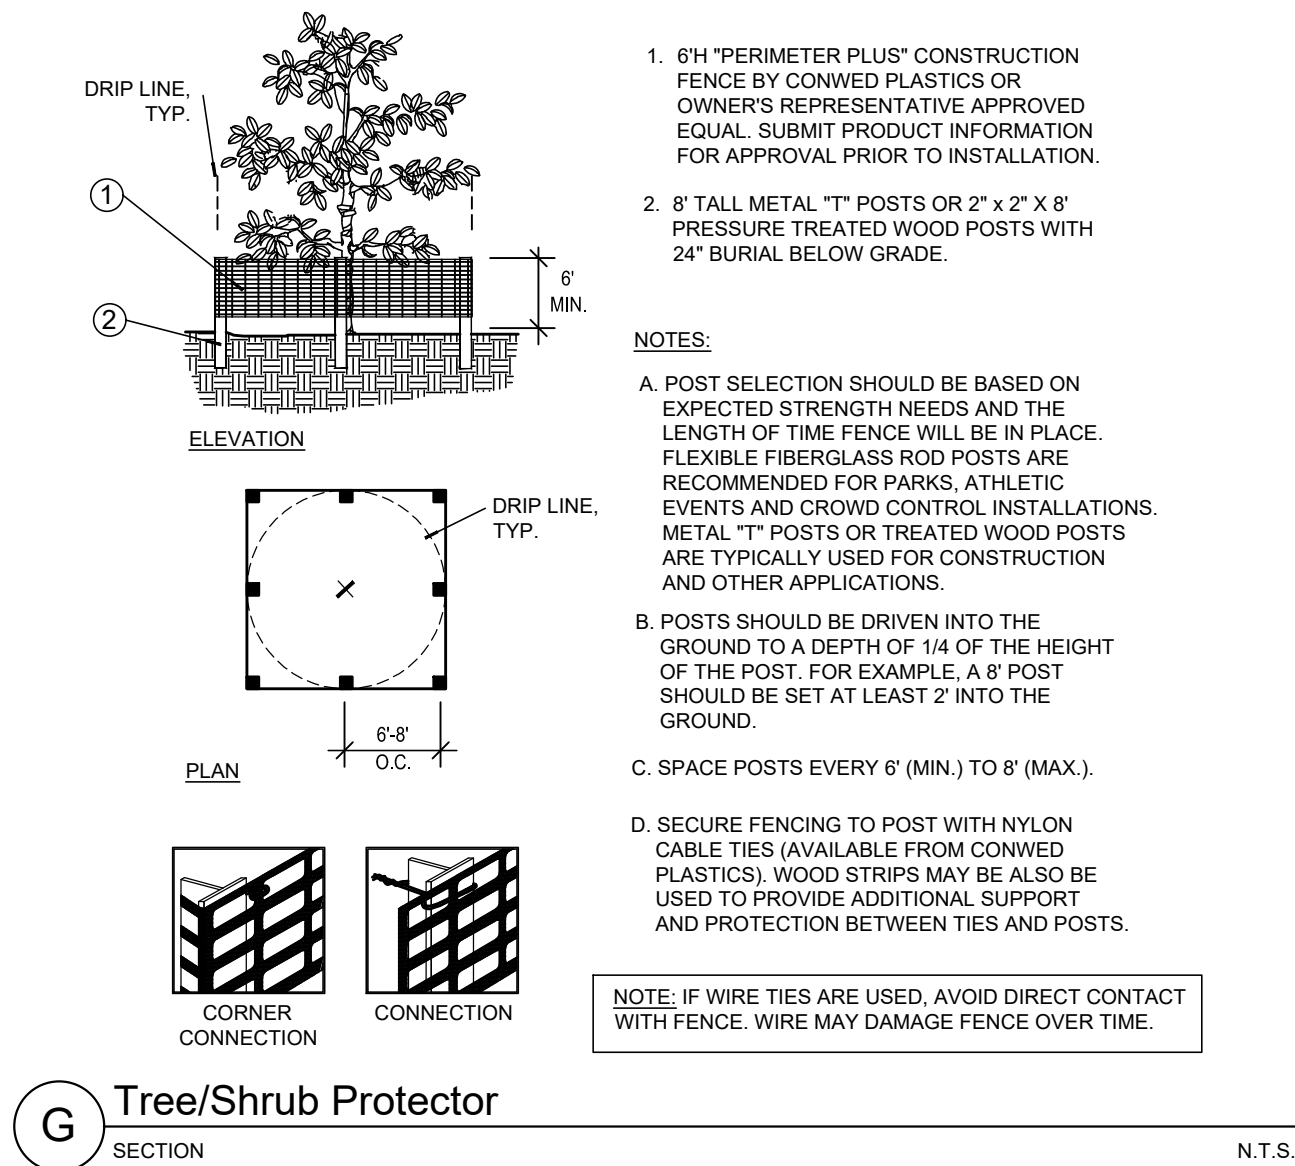 DRIP LINE,
TYP.
1
2
6'
MIN.
ELEVATION
DRIP LINE,
TYP.
6'-8'
O.C.
PLAN
CORNER
CONNECTION
CONNECTION
1. 6'H "PERIMETER PLUS" CONSTRUCTION
FENCE BY CONWED PLASTICS OR
OWNER'S REPRESENTATIVE APPROVED
EQUAL. SUBMIT PRODUCT INFORMATION
FOR APPROVAL PRIOR TO INSTALLATION.
2. 8' TALL METAL "T" POSTS OR 2" x 2" X 8'
PRESSURE TREATED WOOD POSTS WITH
24" BURIAL BELOW GRADE.
NOTES:
A. POST SELECTION SHOULD BE BASED ON
EXPECTED STRENGTH NEEDS AND THE
LENGTH OF TIME FENCE WILL BE IN PLACE.
FLEXIBLE FIBERGLASS ROD POSTS ARE
RECOMMENDED FOR PARKS, ATHLETIC
EVENTS AND CROWD CONTROL INSTALLATIONS.
METAL "T" POSTS OR TREATED WOOD POSTS
ARE TYPICALLY USED FOR CONSTRUCTION
AND OTHER APPLICATIONS.
B. POSTS SHOULD BE DRIVEN INTO THE
GROUND TO A DEPTH OF 1/4 OF THE HEIGHT
OF THE POST. FOR EXAMPLE, A 8' POST
SHOULD BE SET AT LEAST 2' INTO THE
GROUND.
C. SPACE POSTS EVERY 6' (MIN.) TO 8' (MAX.).
D. SECURE FENCING TO POST WITH NYLON
CABLE TIES (AVAILABLE FROM CONWED
PLASTICS). WOOD STRIPS MAY BE ALSO BE
USED TO PROVIDE ADDITIONAL SUPPORT
AND PROTECTION BETWEEN TIES AND POSTS.
NOTE: IF WIRE TIES ARE USED, AVOID DIRECT CONTACT
WITH FENCE. WIRE MAY DAMAGE FENCE OVER TIME.
G
Tree/Shrub Protector
SECTION
N.T.S.